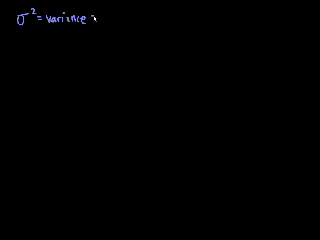 σ² = variance